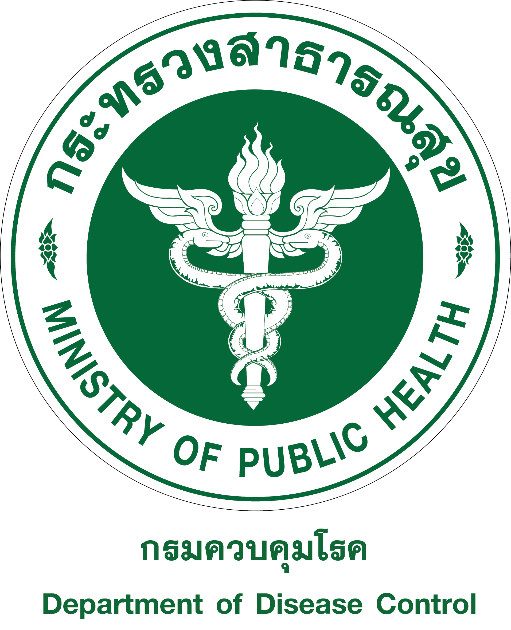 กระทรวงสาธารณสุข
MINISTRY OF PUBLIC HEALTH
กรมควบคุมโรค
Department of Disease Control